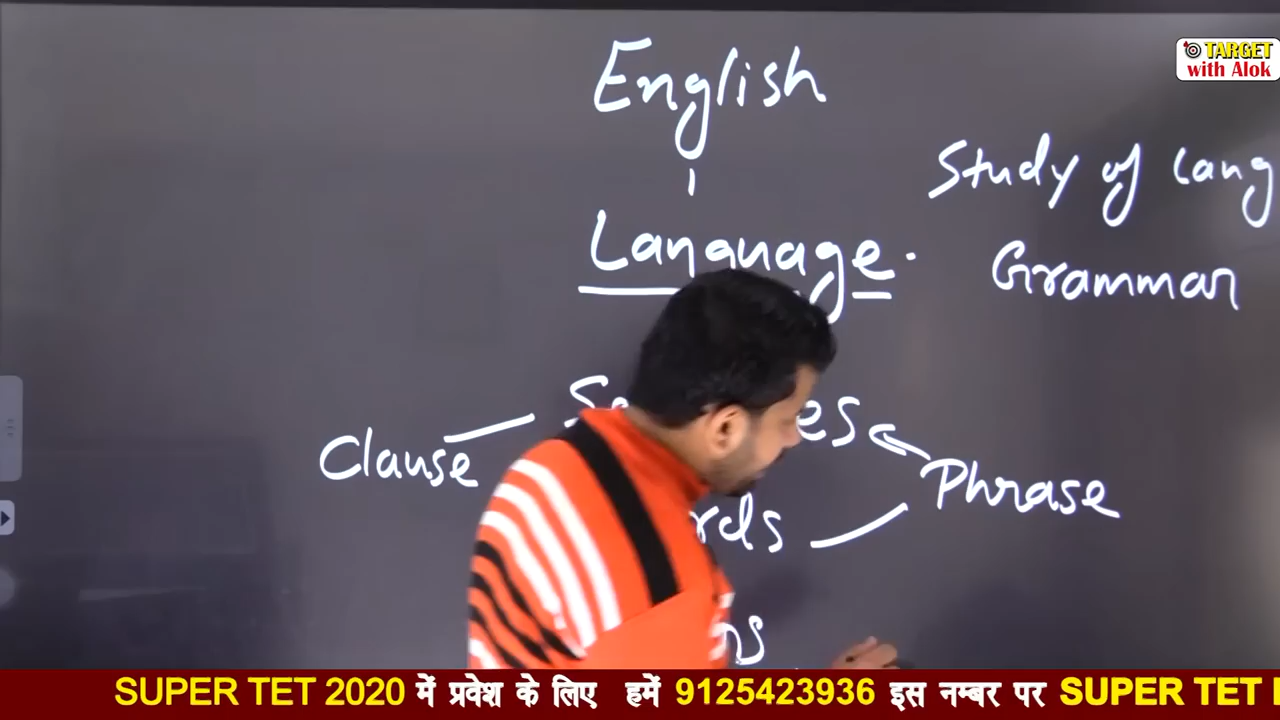 TARGET
with Alok
English
Study of Lang
Language.
Grammar
Clause
Phrase
SUPER TET 2020 में प्रवेश के लिए हमें 9125423936 इस नम्बर पर SUPER TET